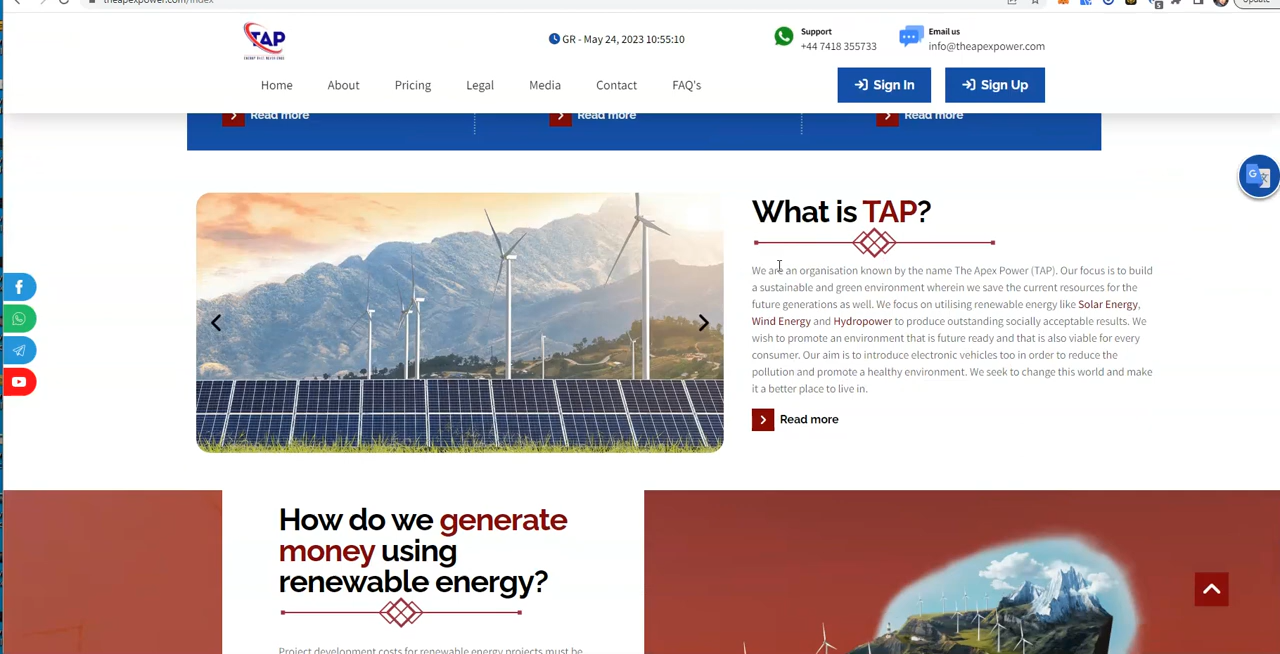 theapexpower.com/index
Update
TAP
GR - May 24, 2023 10:55:10
Support
+44 7418 355733
Email us
info@theapexpower.com
Home
About
Pricing
Legal
Media
Contact
FAQ's
Sign In
Sign Up
Read more
Read more
Read more
What is TAP?
We are an organisation known by the name The Apex Power (TAP). Our focus is to build
a sustainable and green environment wherein we save the current resources for the
future generations as well. We focus on utilising renewable energy like Solar Energy,
Wind Energy and Hydropower to produce outstanding socially acceptable results. We
wish to promote an environment that is future ready and that is also viable for every
consumer. Our aim is to introduce electronic vehicles too in order to reduce the
pollution and promote a healthy environment. We seek to change this world and make
it a better place to live in.
Read more
How do we generate
money using
renewable energy?
Project development costs for renewable energy projects must be